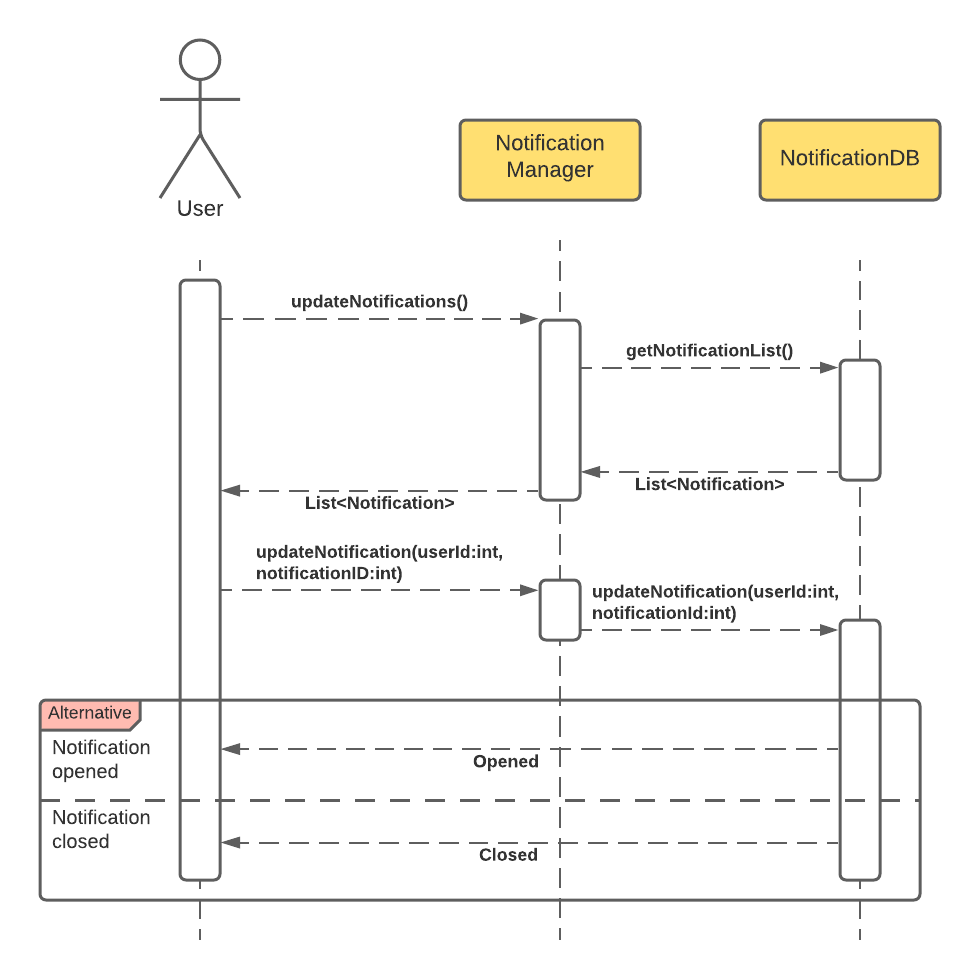 User
Notification
Manager
NotificationDB
updateNotifications()
getNotificationList()
List<Notification>
List<Notification>
updateNotification(userId:int,
notificationID:int)
updateNotification(userId:int,
notificationId:int)
Alternative
Notification
opened
Opened
Notification
closed
Closed